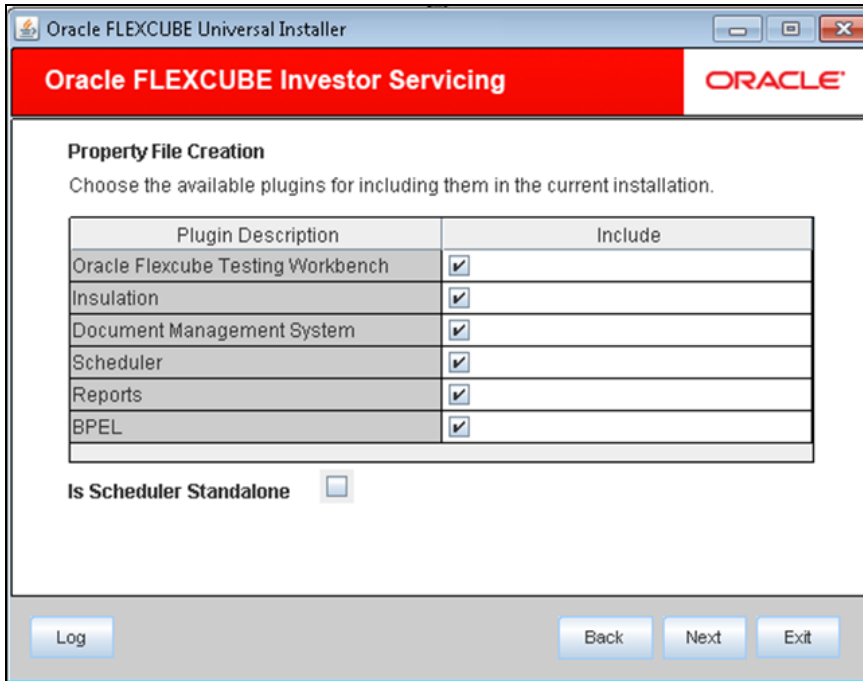 Oracle FLEXCUBE Universal Installer
Oracle FLEXCUBE Investor Servicing
ORACLE
Property File Creation
Choose the available plugins for including them in the current installation.
Plugin Description Include
Oracle Flexcube Testing Workbench
Insulation
Document Management System
Scheduler
Reports
BPEL
Is Scheduler Standalone
Log Back Next Exit